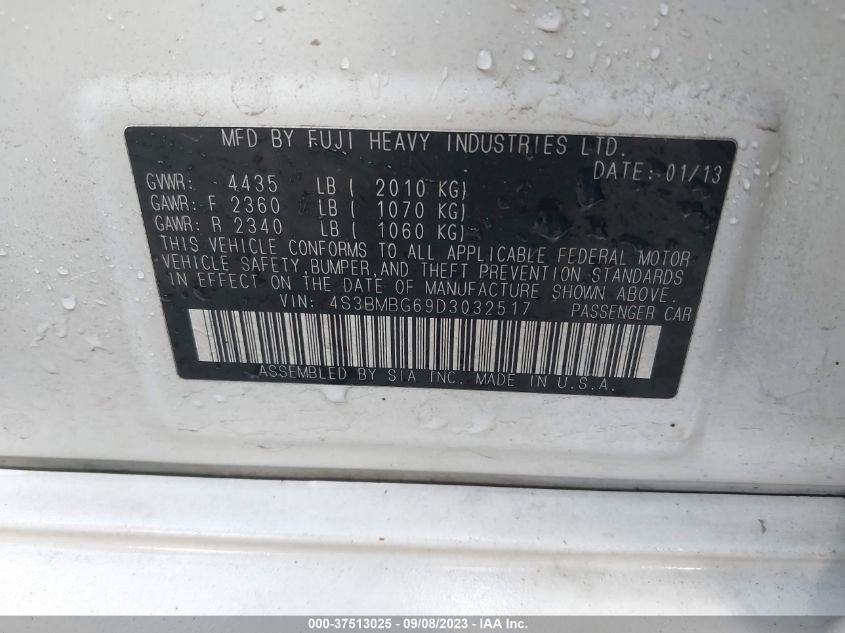 MFD BY FUJI HEAVY INDUSTRIES LTD.
DATE: 01/13
GVWR: 4435 LB ( 2010 KG)
GAWR: F 2360 LB ( 1070 KG)
GAWR: R 2340 LB ( 1060 KG)
THIS VEHICLE CONFORMS TO ALL APPLICABLE FEDERAL MOTOR
VEHICLE SAFETY, BUMPER, AND THEFT PREVENTION STANDARDS
IN EFFECT ON THE DATE OF MANUFACTURE SHOWN ABOVE.
VIN: 4S3BMBG69D3032517 PASSENGER CAR
ASSEMBLED BY SIA INC. MADE IN U.S.A.
000-37513025 - 09/08/2023 - IAA Inc.